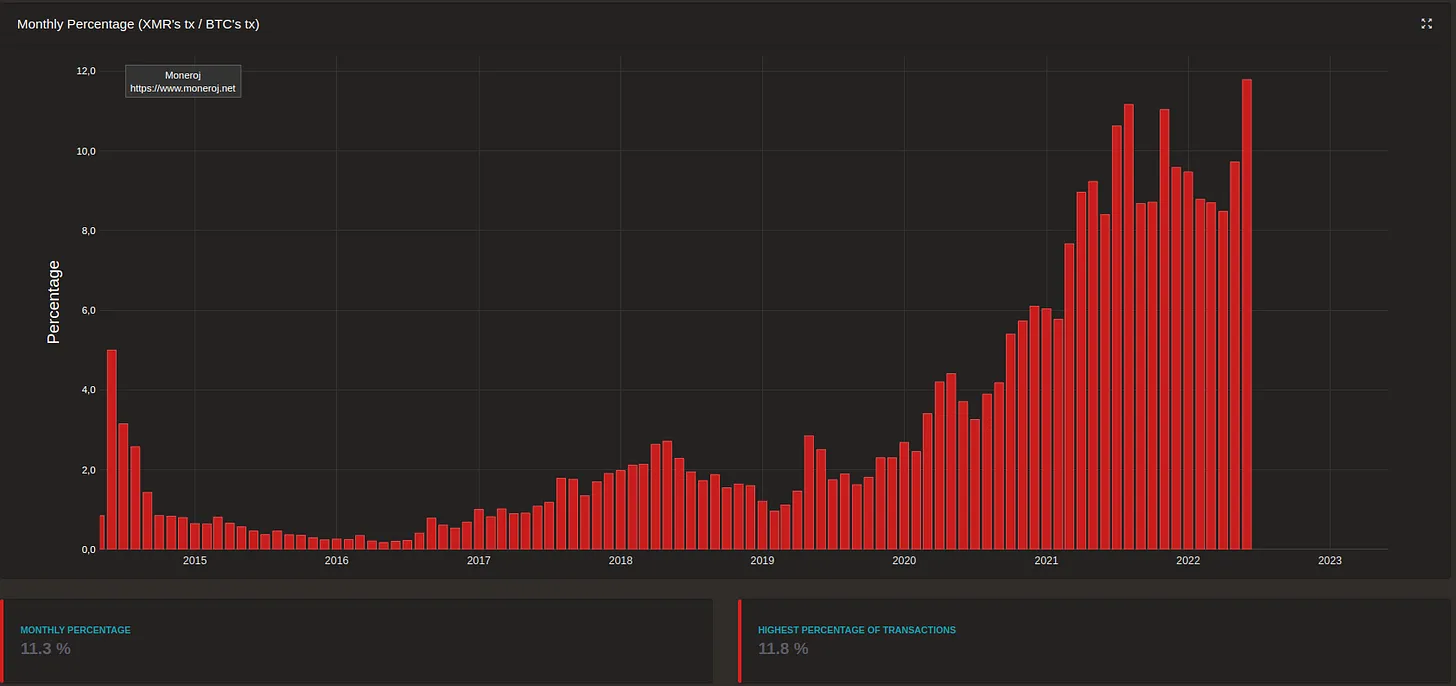 Monthly Percentage (XMR's tx / BTC's tx)
Moneroj
https://www.moneroj.net
12,0
10,0
8,0
6,0
4,0
2,0
0,0
Percentage
2015 2016 2017 2018 2019 2020 2021 2022 2023
MONTHLY PERCENTAGE
11.3 %
HIGHEST PERCENTAGE OF TRANSACTIONS
11.8 %